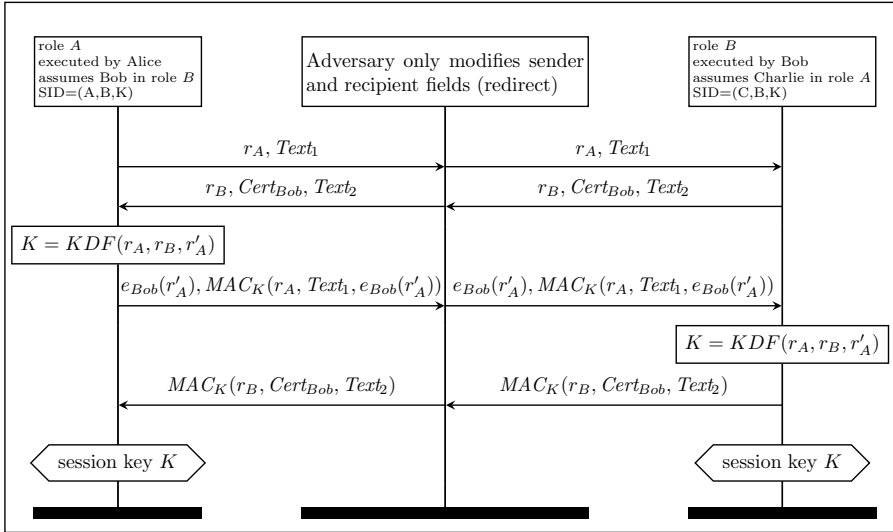 role A
executed by Alice
assumes Bob in role B
SID=(A,B,K)
Adversary only modifies sender
and recipient fields (redirect)
role B
executed by Bob
assumes Charlie in role A
SID=(C,B,K)
r_A, Text_1
r_A, Text_1
r_B, Cert_Bob, Text_2
r_B, Cert_Bob, Text_2
K = KDF(r_A, r_B, r'_A)
e_Bob(r'_A), MAC_K(r_A, Text_1, e_Bob(r'_A))
e_Bob(r'_A), MAC_K(r_A, Text_1, e_Bob(r'_A))
K = KDF(r_A, r_B, r'_A)
MAC_K(r_B, Cert_Bob, Text_2)
MAC_K(r_B, Cert_Bob, Text_2)
session key K
session key K